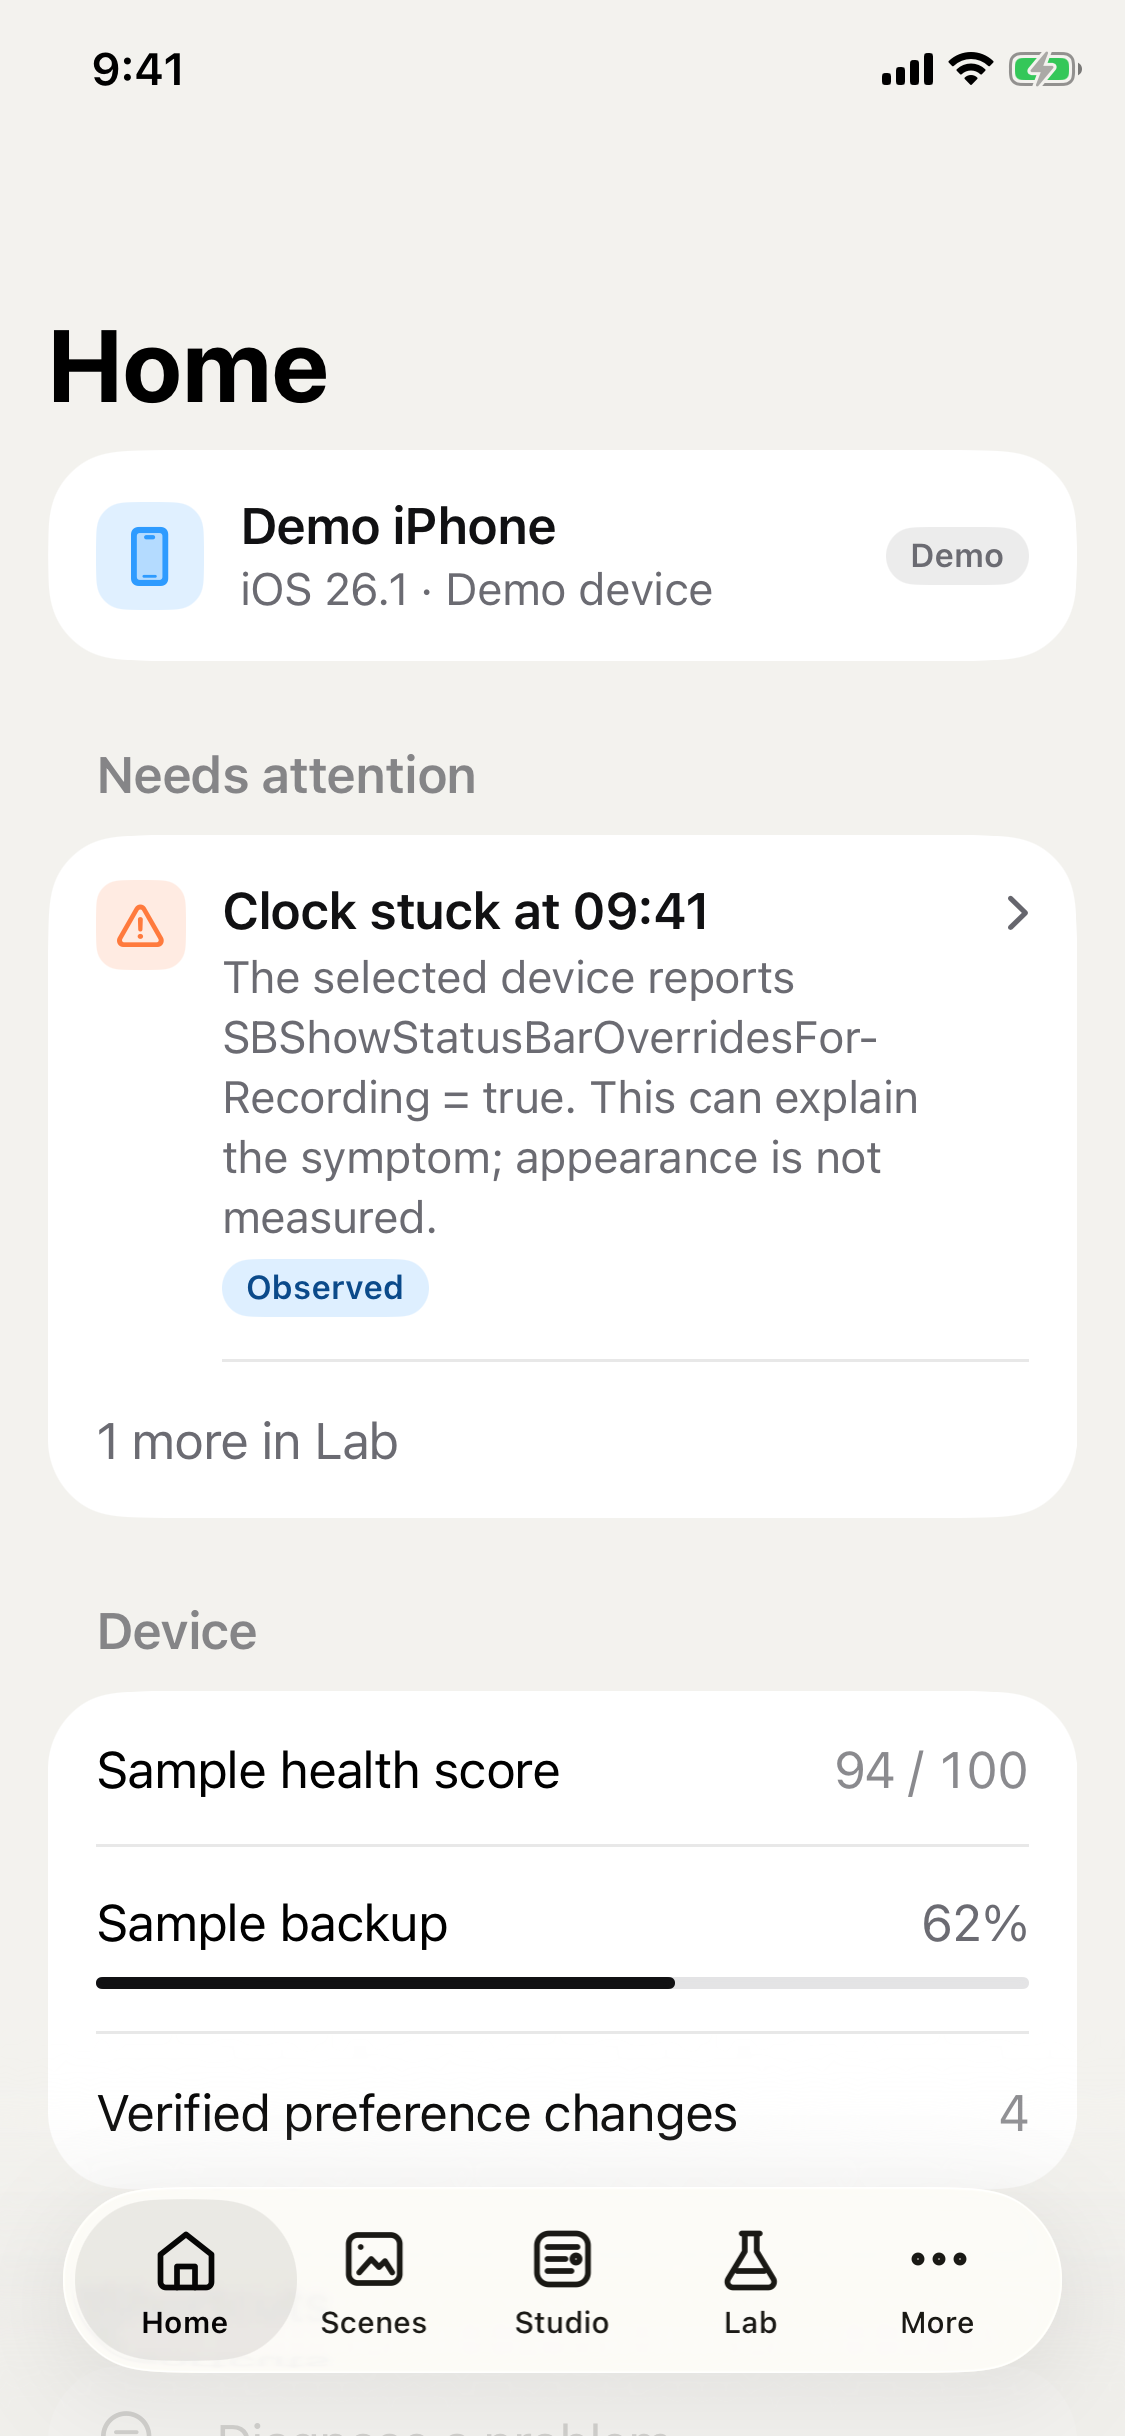 9:41
Home
Demo iPhone
iOS 26.1 · Demo device
Demo
Needs attention
Clock stuck at 09:41
The selected device reports
SBShowStatusBarOverridesFor-
Recording = true. This can explain
the symptom; appearance is not
measured.
Observed
1 more in Lab
Device
Sample health score
94 / 100
Sample backup
62%
Verified preference changes
4
Home
Scenes
Studio
Lab
More
Diagnose a problem